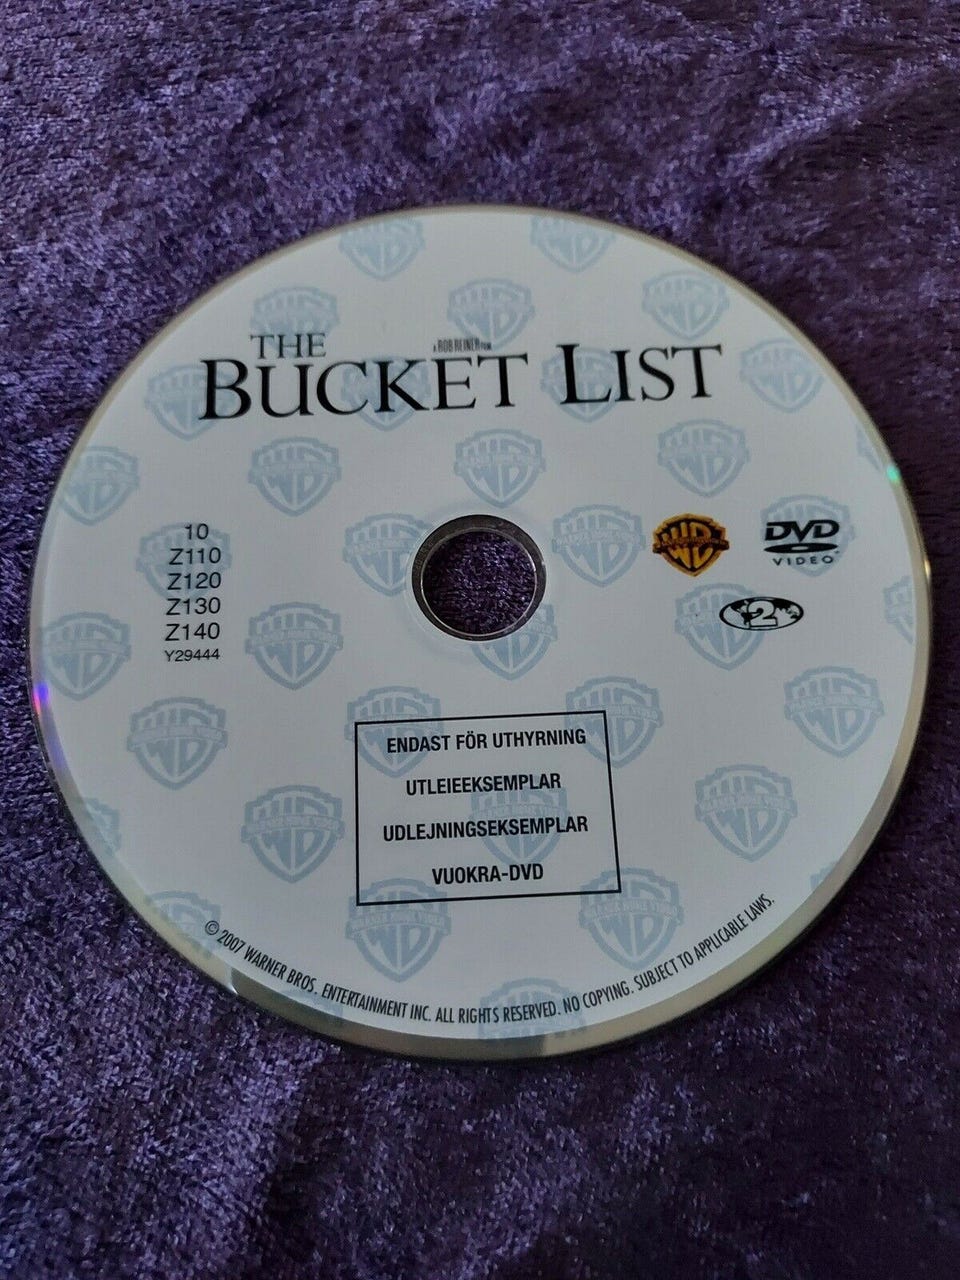 THE
A ROB REINER FILM
BUCKET LIST
10
Z110
Z120
Z130
Z140
Y29444
DVD
VIDEO
2
ENDAST FÖR UTHYRNING
UTLEIEEKSEMPLAR
UDLEJNINGSEKSEMPLAR
VUOKRA-DVD
© 2007 WARNER BROS. ENTERTAINMENT INC. ALL RIGHTS RESERVED. NO COPYING. SUBJECT TO APPLICABLE LAWS.